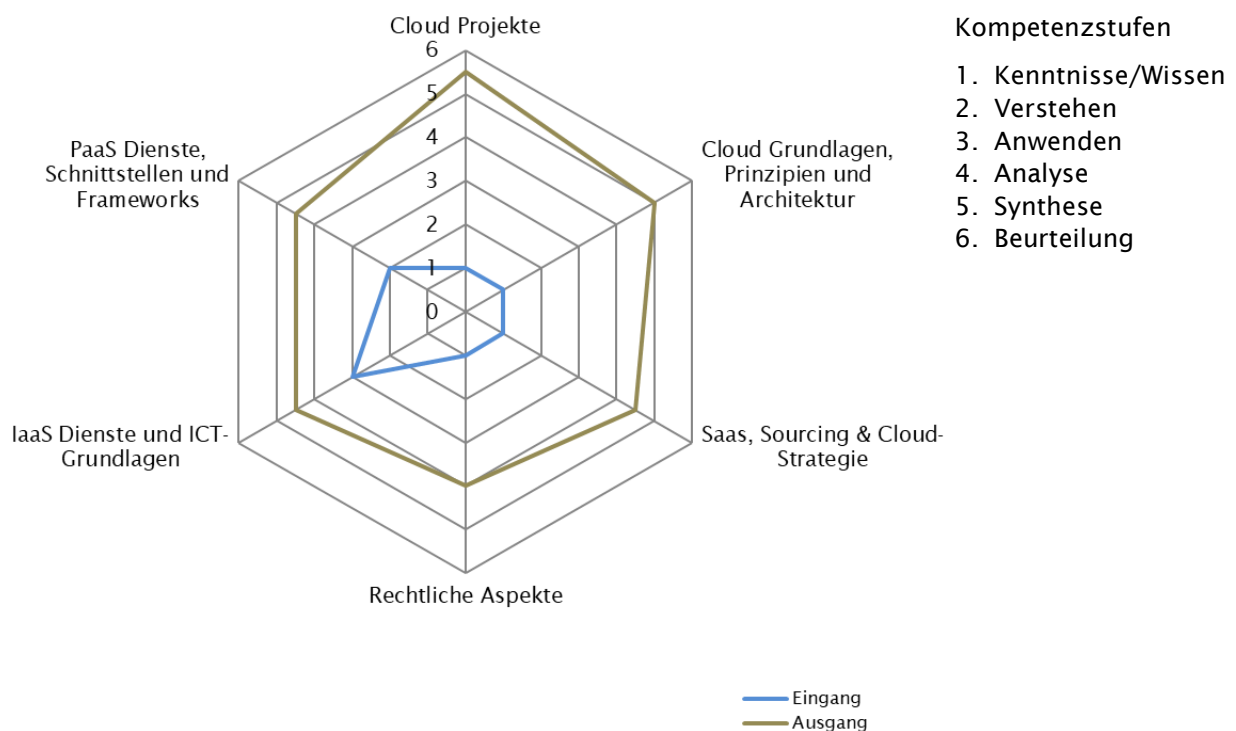 Cloud Projekte
6
5
4
3
2
1
0
Cloud Grundlagen,
Prinzipien und
Architektur
Saas, Sourcing & Cloud-
Strategie
Rechtliche Aspekte
IaaS Dienste und ICT-
Grundlagen
PaaS Dienste,
Schnittstellen und
Frameworks
Kompetenzstufen
1. Kenntnisse/Wissen
2. Verstehen
3. Anwenden
4. Analyse
5. Synthese
6. Beurteilung
Eingang
Ausgang